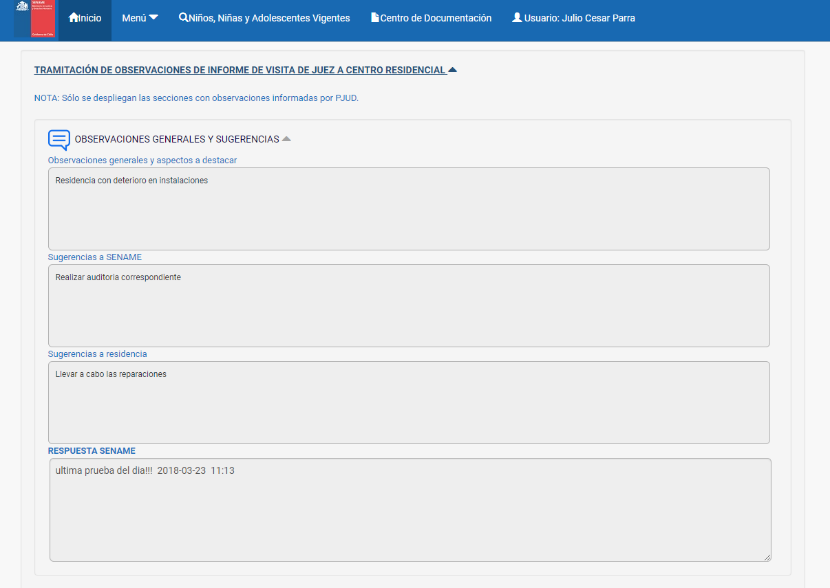 Inicio
Menú
Niños, Niñas y Adolescentes Vigentes
Centro de Documentación
Usuario: Julio Cesar Parra
TRAMITACIÓN DE OBSERVACIONES DE INFORME DE VISITA DE JUEZ A CENTRO RESIDENCIAL
NOTA: Sólo se despliegan las secciones con observaciones informadas por PJUD.
OBSERVACIONES GENERALES Y SUGERENCIAS
Observaciones generales y aspectos a destacar
Residencia con deterioro en instalaciones
Sugerencias a SENAME
Realizar auditoria correspondiente
Sugerencias a residencia
Llevar a cabo las reparaciones
RESPUESTA SENAME
ultima prueba del dia!!! 2018-03-23 11:13